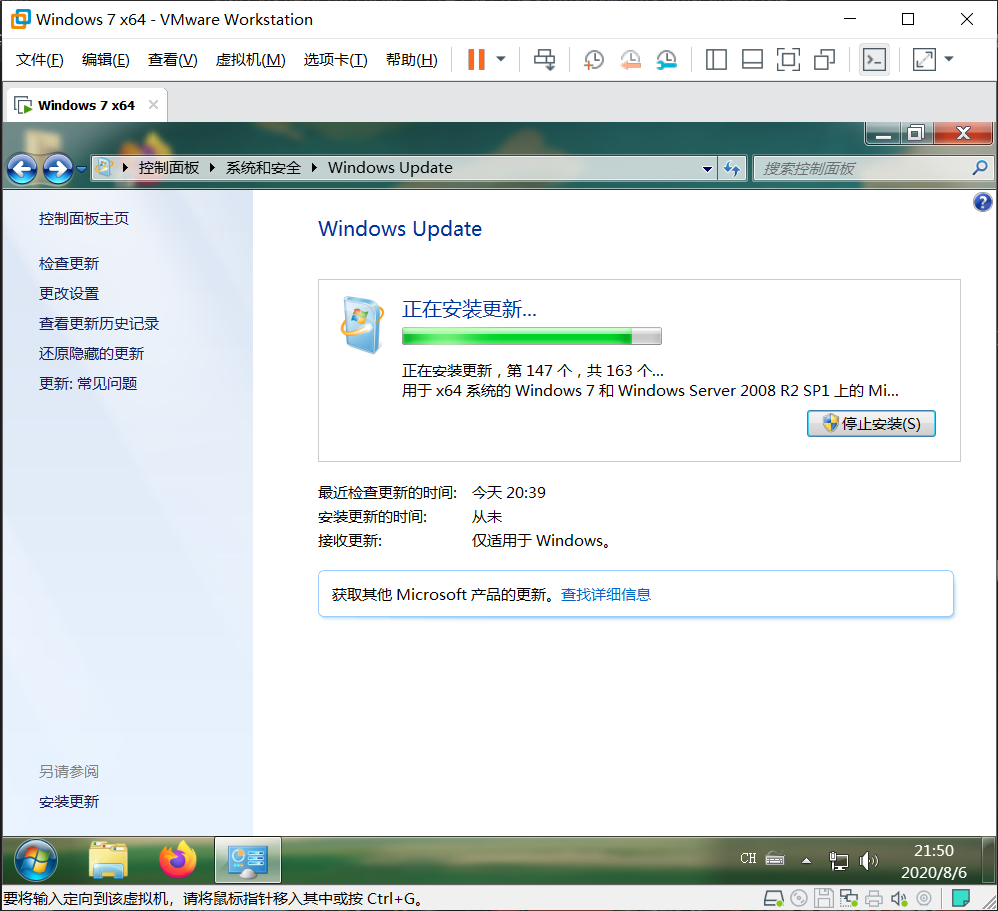 Windows 7 x64 - VMware Workstation
文件(F) 编辑(E) 查看(V) 虚拟机(M) 选项卡(T) 帮助(H)
Windows 7 x64
控制面板 系统和安全 Windows Update 搜索控制面板
控制面板主页
检查更新
更改设置
查看更新历史记录
还原隐藏的更新
更新: 常见问题
Windows Update
正在安装更新...
正在安装更新，第 147 个，共 163 个...
用于 x64 系统的 Windows 7 和 Windows Server 2008 R2 SP1 上的 Mi...
停止安装(S)
最近检查更新的时间: 今天 20:39
安装更新的时间: 从未
接收更新: 仅适用于 Windows。
获取其他 Microsoft 产品的更新。查找详细信息
另请参阅
安装更新
CH
21:50
2020/8/6
要将输入定向到该虚拟机，请将鼠标指针移入其中或按 Ctrl+G。